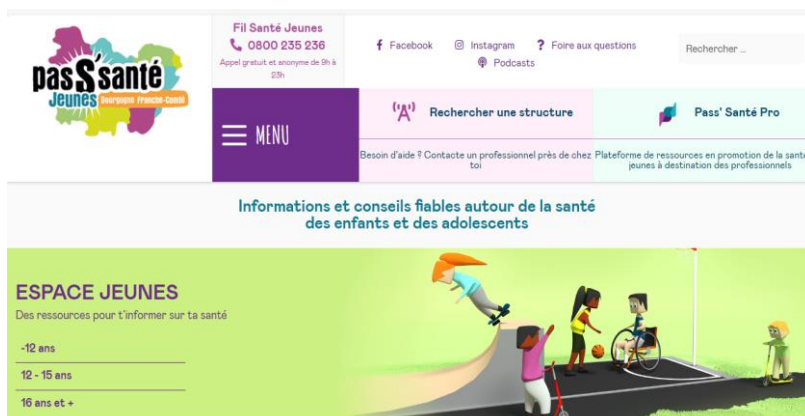 pasS'santé
Jeunes Bourgogne Franche-Comté
Fil Santé Jeunes
0800 235 236
Appel gratuit et anonyme de 9h à
23h
Facebook Instagram ? Foire aux questions
Podcasts
Rechercher ...
MENU
Rechercher une structure
Besoin d'aide ? Contacte un professionnel près de chez
toi
Pass' Santé Pro
Plateforme de ressources en promotion de la santé
jeunes à destination des professionnels
Informations et conseils fiables autour de la santé
des enfants et des adolescents
ESPACE JEUNES
Des ressources pour t'informer sur ta santé
-12 ans
12 - 15 ans
16 ans et +